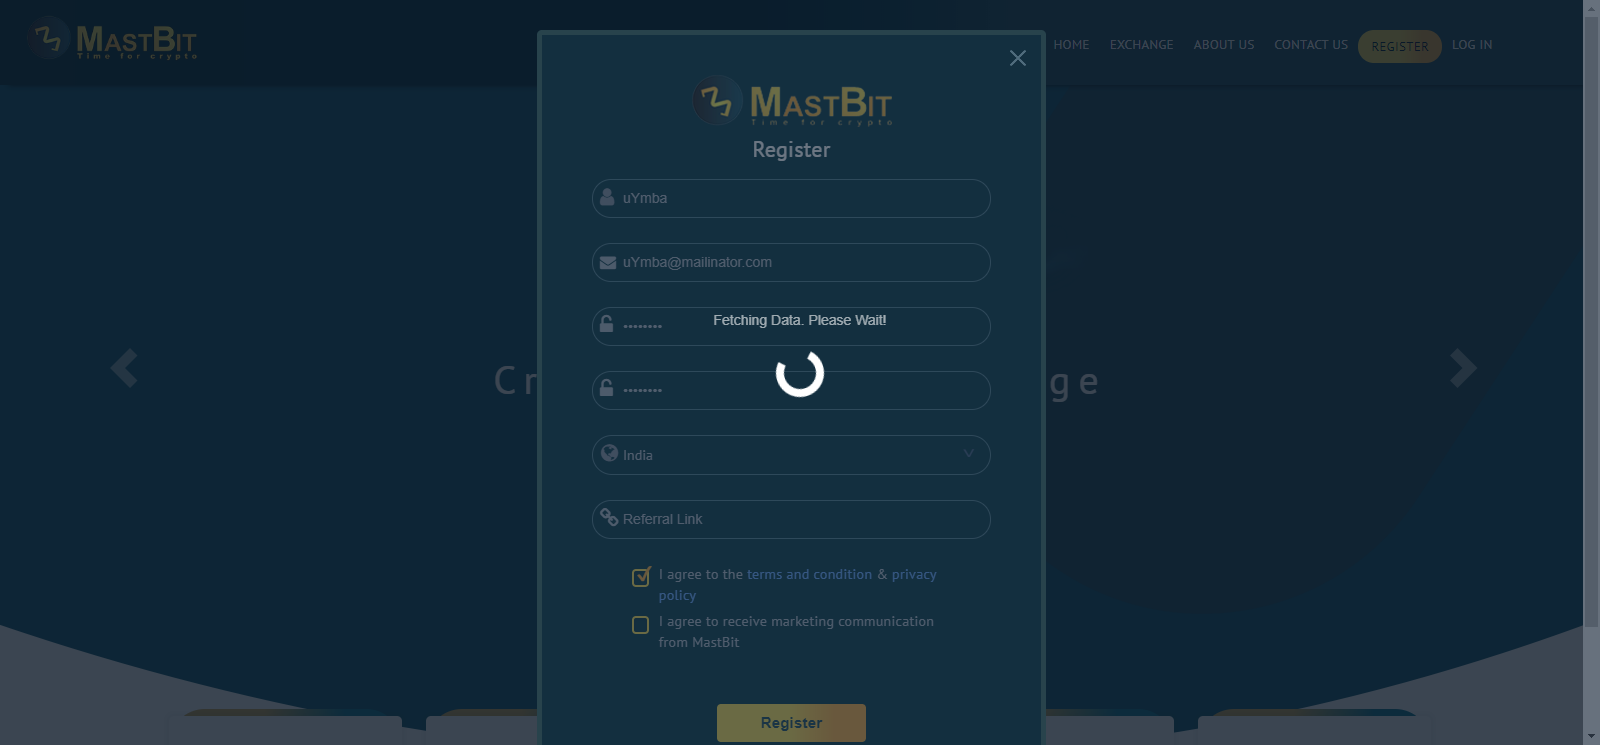 MASTBIT
Time for crypto
HOME EXCHANGE ABOUT US CONTACT US REGISTER LOG IN
MASTBIT
Time for crypto
Register
uYmba
uYmba@mailinator.com
Fetching Data. Please Wait!
••••••••
••••••••
Cr
ge
India
Referral Link
I agree to the terms and condition & privacy
policy
I agree to receive marketing communication
from MastBit
Register